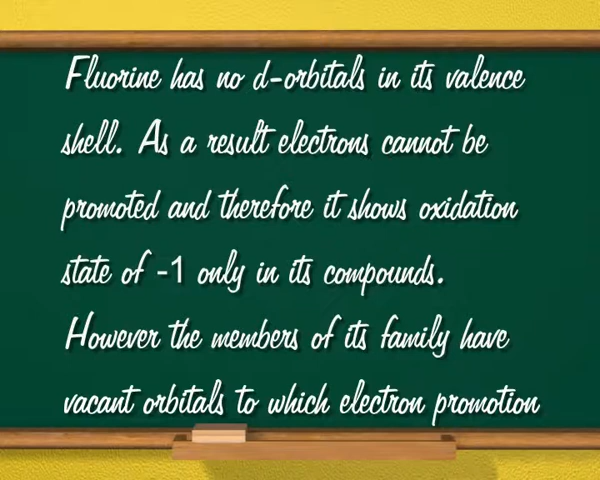 Fluorine has no d-orbitals in its valence
shell. As a result electrons cannot be
promoted and therefore it shows oxidation
state of -1 only in its compounds.
However the members of its family have
vacant orbitals to which electron promotion